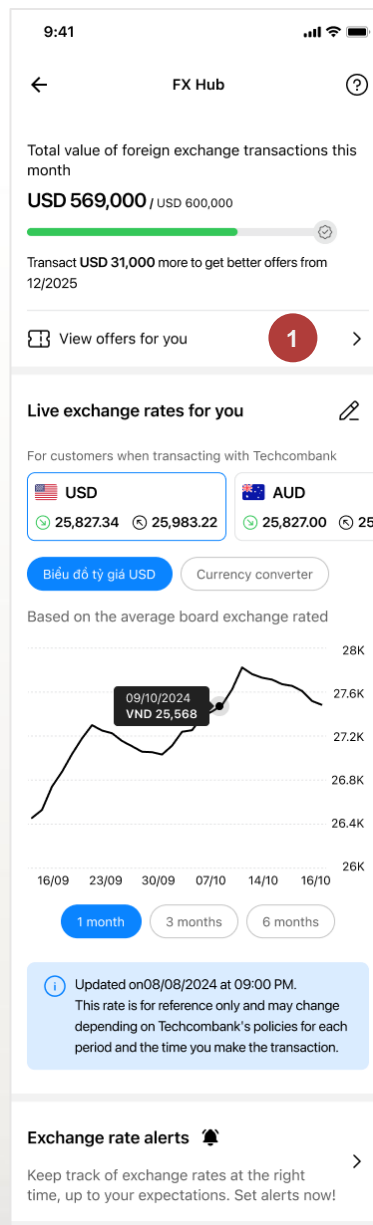 9:41
FX Hub
Total value of foreign exchange transactions this
month
USD 569,000 / USD 600,000
Transact USD 31,000 more to get better offers from
12/2025
View offers for you
1
Live exchange rates for you
For customers when transacting with Techcombank
USD
25,827.34 25,983.22
AUD
25,827.00 25
Biểu đồ tỷ giá USD
Currency converter
Based on the average board exchange rated
28K
27.6K
27.2K
26.8K
26.4K
26K
09/10/2024
VND 25,568
16/09 23/09 30/09 07/10 14/10 16/10
1 month
3 months
6 months
Updated on08/08/2024 at 09:00 PM.
This rate is for reference only and may change
depending on Techcombank's policies for each
period and the time you make the transaction.
Exchange rate alerts
Keep track of exchange rates at the right
time, up to your expectations. Set alerts now!